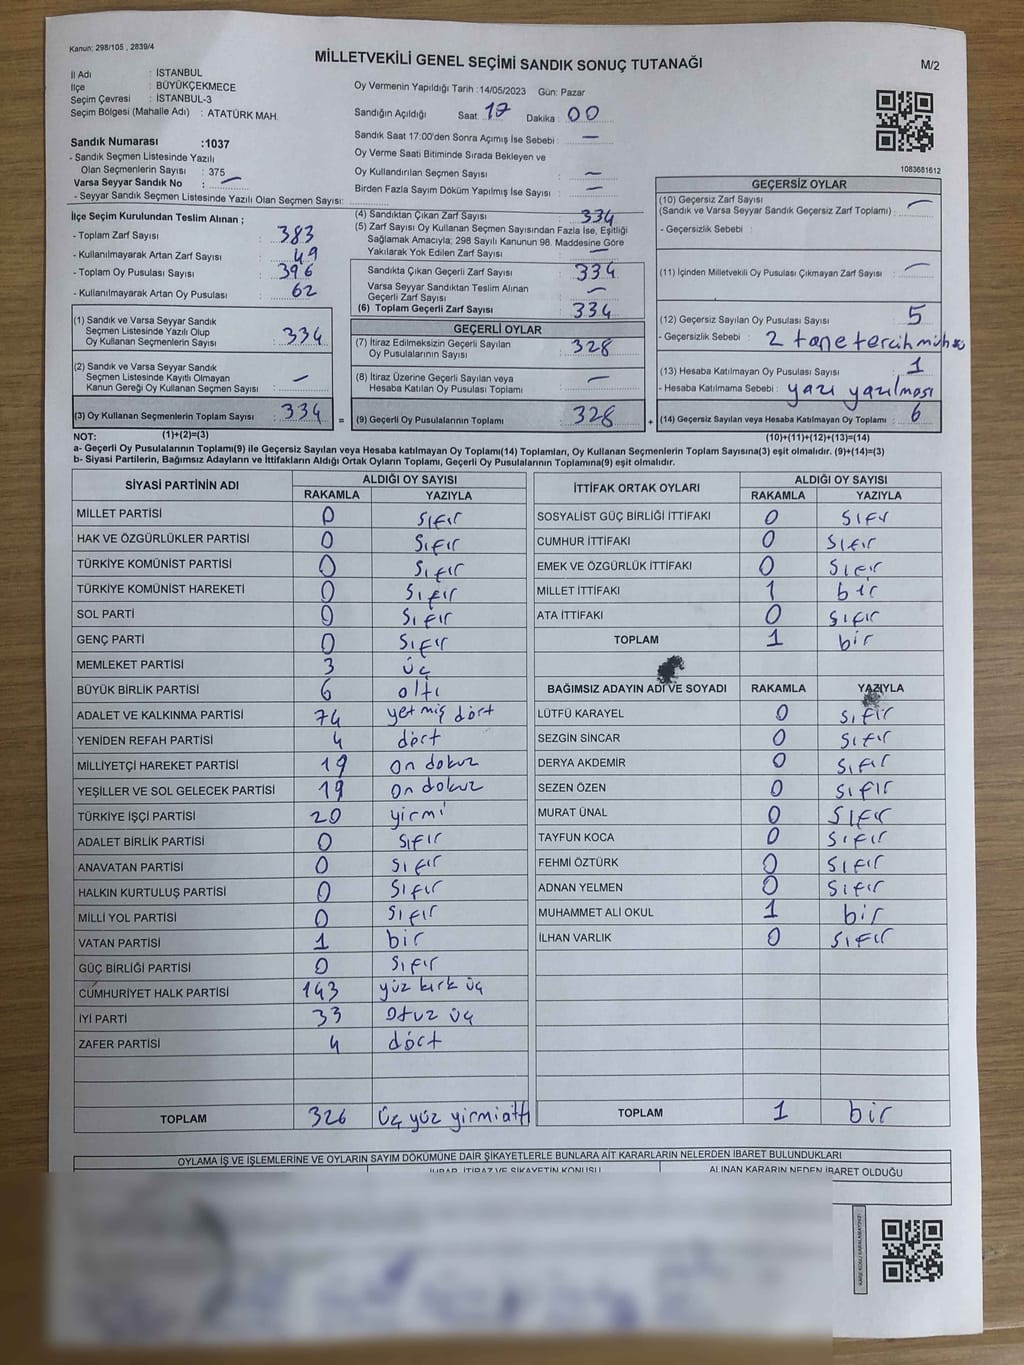 Kanun; 298/105 , 2839/4
MİLLETVEKİLİ GENEL SEÇİMİ SANDIK SONUÇ TUTANAĞI
M/2
İl Adı : İSTANBUL
İlçe : BÜYÜKÇEKMECE
Seçim Çevresi : İSTANBUL-3
Seçim Bölgesi (Mahalle Adı) : ATATÜRK MAH.
Oy Vermenin Yapıldığı Tarih :14/05/2023 Gün: Pazar
Sandığın Açıldığı Saat: 17 Dakika : 00
Sandık Saat 17:00'den Sonra Açımış İse Sebebi : —
Oy Verme Saati Bitiminde Sırada Bekleyen ve
Oy Kullandırılan Seçmen Sayısı : —
Birden Fazla Sayım Döküm Yapılmış İse Sayısı : —
1083681612
Sandık Numarası :1037
- Sandık Seçmen Listesinde Yazılı
Olan Seçmenlerin Sayısı : 375
Varsa Seyyar Sandık No : —
- Seyyar Sandık Seçmen Listesinde Yazılı Olan Seçmen Sayısı:
İlçe Seçim Kurulundan Teslim Alınan ;
- Toplam Zarf Sayısı : 383
- Kullanılmayarak Artan Zarf Sayısı : 49
- Toplam Oy Pusulası Sayısı : 396
- Kullanılmayarak Artan Oy Pusulası : 62
(1) Sandık ve Varsa Seyyar Sandık
Seçmen Listesinde Yazılı Olup
Oy Kullanan Seçmenlerin Sayısı : 334
(2) Sandık ve Varsa Seyyar Sandık
Seçmen Listesinde Kayıtlı Olmayan
Kanun Gereği Oy Kullanan Seçmen Sayısı : —
(3) Oy Kullanan Seçmenlerin Toplam Sayısı : 334 =
(1)+(2)=(3)
(4) Sandıktan Çıkan Zarf Sayısı : 334
(5) Zarf Sayısı Oy Kullanan Seçmen Sayısından Fazla İse, Eşitliği
Sağlamak Amacıyla; 298 Sayılı Kanunun 98. Maddesine Göre
Yakılarak Yok Edilen Zarf Sayısı : —
Sandıkta Çıkan Geçerli Zarf Sayısı : 334
Varsa Seyyar Sandıktan Teslim Alınan
Geçerli Zarf Sayısı : —
(6) Toplam Geçerli Zarf Sayısı : 334
GEÇERLİ OYLAR
(7) İtiraz Edilmeksizin Geçerli Sayılan
Oy Pusulalarının Sayısı : 328
(8) İtiraz Üzerine Geçerli Sayılan veya
Hesaba Katılan Oy Pusulaları Toplamı : —
(9) Geçerli Oy Pusulalarının Toplamı : 328 +
GEÇERSİZ OYLAR
(10) Geçersiz Zarf Sayısı : —
(Sandık ve Varsa Seyyar Sandık Geçersiz Zarf Toplamı)
- Geçersizlik Sebebi :
(11) İçinden Milletvekili Oy Pusulası Çıkmayan Zarf Sayısı : —
(12) Geçersiz Sayılan Oy Pusulası Sayısı : 5
- Geçersizlik Sebebi : 2 tane tercih
(13) Hesaba Katılmayan Oy Pusulası Sayısı : 1
- Hesaba Katılmama Sebebi : yazı yazılması
(14) Geçersiz Sayılan veya Hesaba Katılmayan Oy Toplamı : 6
(10)+(11)+(12)+(13)=(14)
NOT:
a- Geçerli Oy Pusulalarının Toplamı(9) ile Geçersiz Sayılan veya Hesaba katılmayan Oy Toplamı(14) Toplamları, Oy Kullanan Seçmenlerin Toplam Sayısına(3) eşit olmalıdır. (9)+(14)=(3)
b- Siyasi Partilerin, Bağımsız Adayların ve İttifakların Aldığı Ortak Oyların Toplamı, Geçerli Oy Pusulalarının Toplamına(9) eşit olmalıdır.
SİYASİ PARTİNİN ADI ALDIĞI OY SAYISI
RAKAMLA YAZIYLA
MİLLET PARTİSİ 0 sıfır
HAK VE ÖZGÜRLÜKLER PARTİSİ 0 sıfır
TÜRKİYE KOMÜNİST PARTİSİ 0 sıfır
TÜRKİYE KOMÜNİST HAREKETİ 0 sıfır
SOL PARTİ 0 sıfır
GENÇ PARTİ 0 sıfır
MEMLEKET PARTİSİ 3 üç
BÜYÜK BİRLİK PARTİSİ 6 altı
ADALET VE KALKINMA PARTİSİ 74 yetmiş dört
YENİDEN REFAH PARTİSİ 4 dört
MİLLİYETÇİ HAREKET PARTİSİ 19 on dokuz
YEŞİLLER VE SOL GELECEK PARTİSİ 19 on dokuz
TÜRKİYE İŞÇİ PARTİSİ 20 yirmi
ADALET BİRLİK PARTİSİ 0 sıfır
ANAVATAN PARTİSİ 0 sıfır
HALKIN KURTULUŞ PARTİSİ 0 sıfır
MİLLİ YOL PARTİSİ 0 sıfır
VATAN PARTİSİ 1 bir
GÜÇ BİRLİĞİ PARTİSİ 0 sıfır
CUMHURİYET HALK PARTİSİ 143 yüz kırk üç
İYİ PARTİ 33 otuz üç
ZAFER PARTİSİ 4 dört
TOPLAM 326 üç yüz yirmi altı
İTTİFAK ORTAK OYLARI ALDIĞI OY SAYISI
RAKAMLA YAZIYLA
SOSYALİST GÜÇ BİRLİĞİ İTTİFAKI 0 sıfır
CUMHUR İTTİFAKI 0 sıfır
EMEK VE ÖZGÜRLÜK İTTİFAKI 0 sıfır
MİLLET İTTİFAKI 1 bir
ATA İTTİFAKI 0 sıfır
TOPLAM 1 bir
BAĞIMSIZ ADAYIN ADI VE SOYADI RAKAMLA YAZIYLA
LÜTFÜ KARAYEL 0 sıfır
SEZGİN SİNCAR 0 sıfır
DERYA AKDEMİR 0 sıfır
SEZEN ÖZEN 0 sıfır
MURAT ÜNAL 0 sıfır
TAYFUN KOCA 0 sıfır
FEHMİ ÖZTÜRK 0 sıfır
ADNAN YELMEN 0 sıfır
MUHAMMET ALİ OKUL 1 bir
İLHAN VARLIK 0 sıfır
TOPLAM 1 bir
OYLAMA İŞ VE İŞLEMLERİNE VE OYLARIN SAYIM DÖKÜMÜNE DAİR ŞİKAYETLERLE BUNLARA AİT KARARLARIN NELERDEN İBARET BULUNDUKLARI
İHBAR, İTİRAZ VE ŞİKAYETİN KONUSU ALINAN KARARIN NEDEN İBARET OLDUĞU